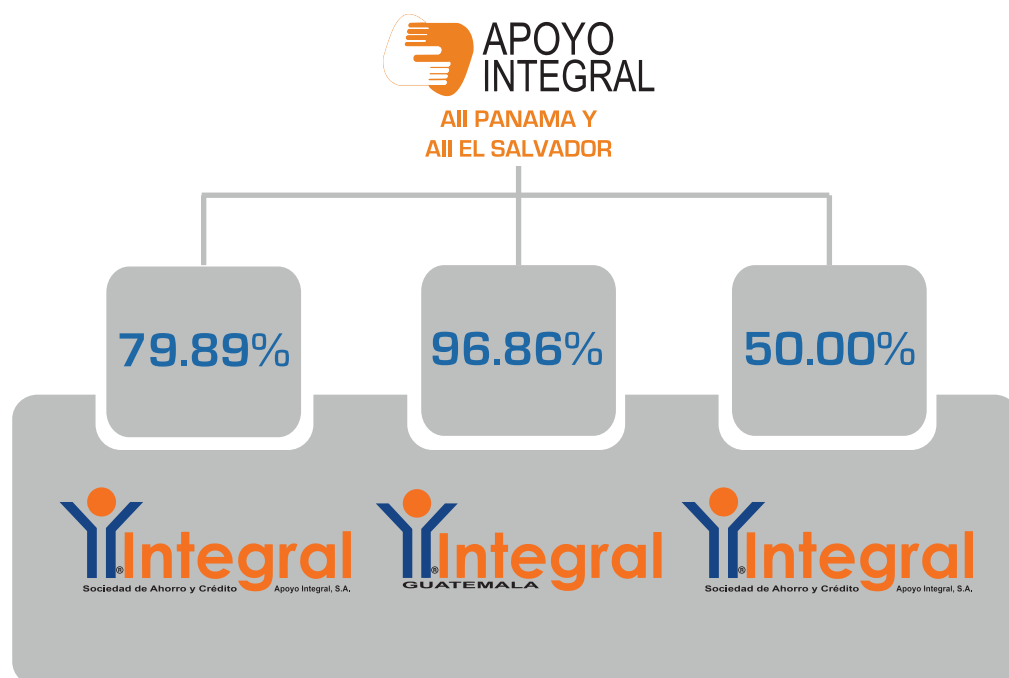 APOYO
INTEGRAL
AII PANAMA Y
AII EL SALVADOR
79.89%
96.86%
50.00%
Integral
®
Sociedad de Ahorro y Crédito Apoyo Integral, S.A.
Integral
®
GUATEMALA
Integral
®
Sociedad de Ahorro y Crédito Apoyo Integral, S.A.